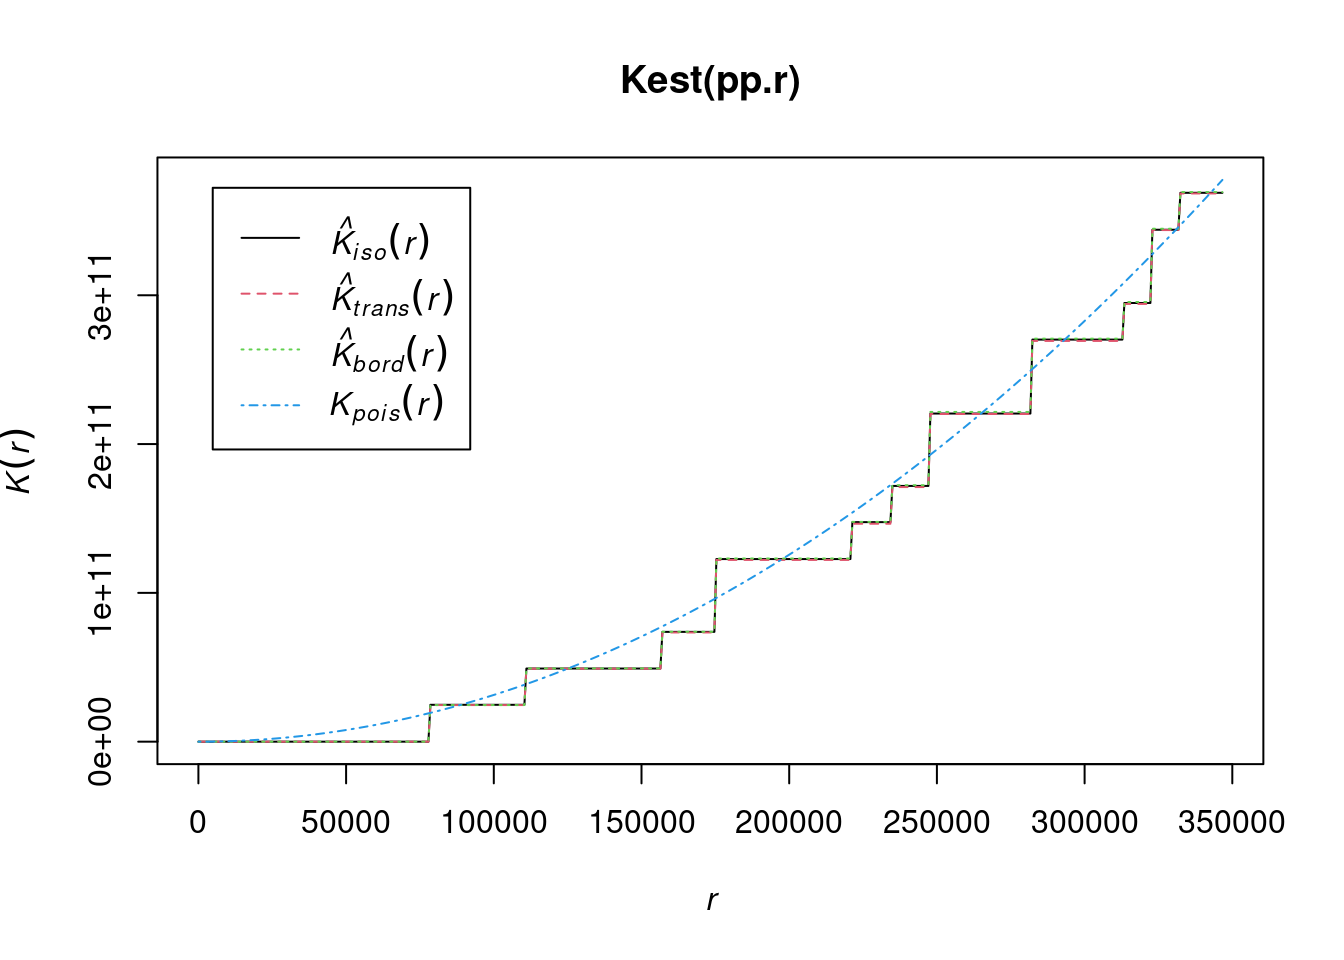 Kest(pp.r)
K̂iso(r)
K̂trans(r)
K̂bord(r)
Kpois(r)
K(r)
3e+11
2e+11
1e+11
0e+00
0 50000 100000 150000 200000 250000 300000 350000
r